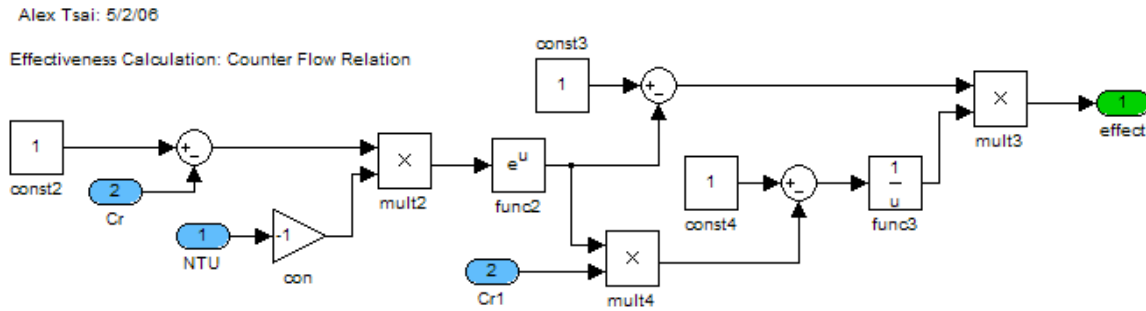 Alex Tsai: 5/2/06
Effectiveness Calculation: Counter Flow Relation
const3
1
+
−
×
mult3
1
effect
1
const2
+
−
2
Cr
×
mult2
e^u
func2
1
const4
+
−
1
u
func3
1
NTU
-1
con
2
Cr1
×
mult4